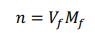 n = V_f M_f